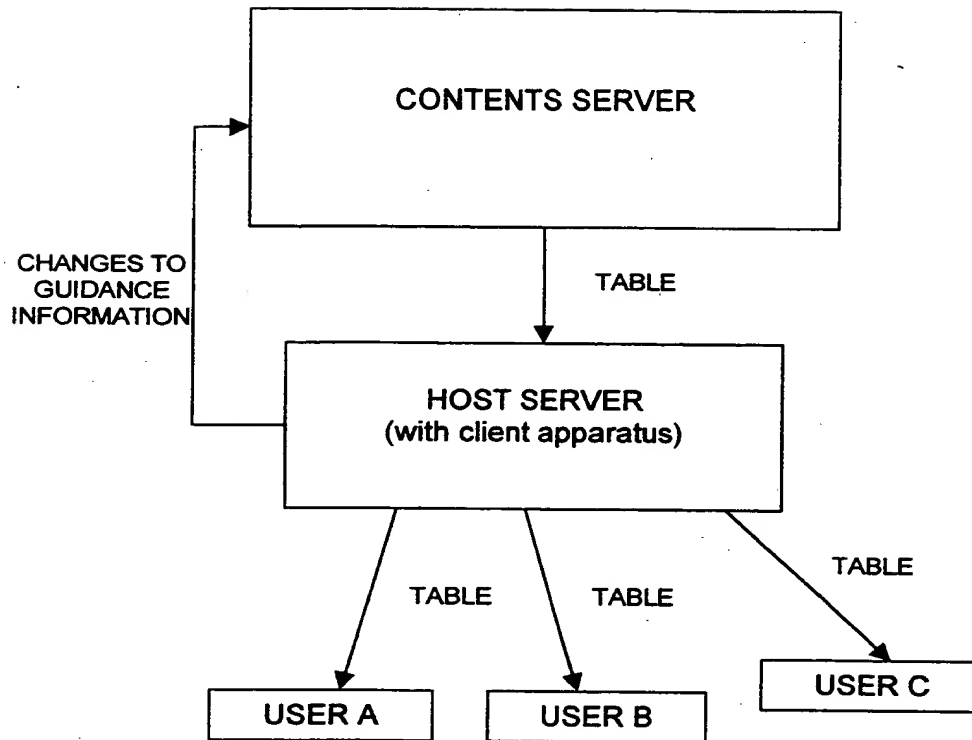 CONTENTS SERVER
CHANGES TO
GUIDANCE
INFORMATION
TABLE
HOST SERVER
(with client apparatus)
TABLE
TABLE
TABLE
USER A
USER B
USER C